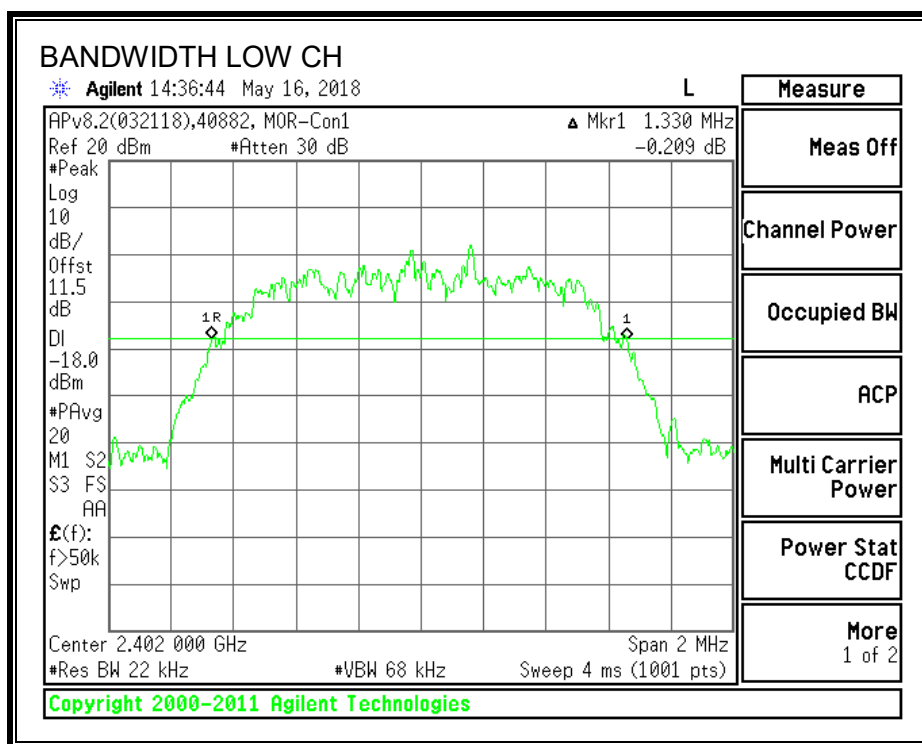 BANDWIDTH LOW CH
Agilent 14:36:44 May 16, 2018 L
APv8.2(032118),40882, MOR-Con1 Δ Mkr1 1.330 MHz
Ref 20 dBm #Atten 30 dB -0.209 dB
#Peak
Log
10
dB/
Offst
11.5
dB
DI
-18.0
dBm
#PAvg
20
M1 S2
S3 FS
AA
£(f):
f>50k
Swp
1R
1
Center 2.402 000 GHz Span 2 MHz
#Res BW 22 kHz #VBW 68 kHz Sweep 4 ms (1001 pts)
Copyright 2000-2011 Agilent Technologies
Measure
Meas Off
Channel Power
Occupied BW
ACP
Multi Carrier
Power
Power Stat
CCDF
More
1 of 2